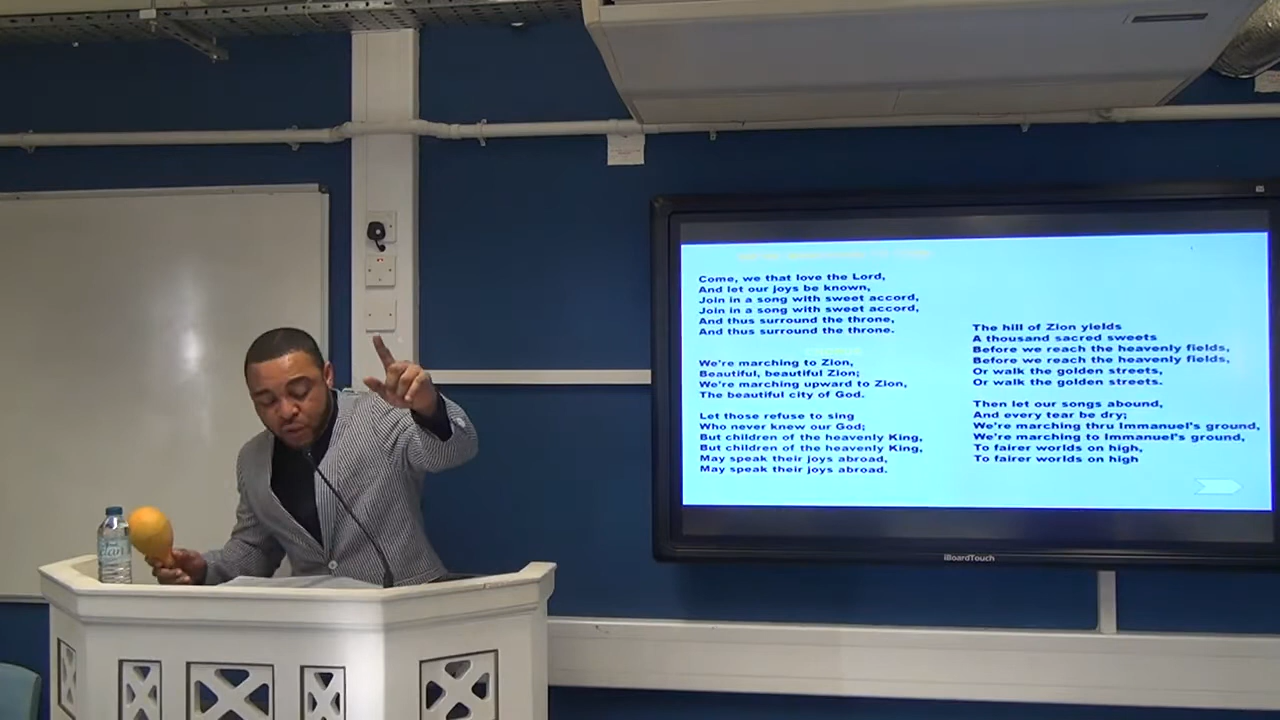 Come, we that love the Lord,
And let our joys be known,
Join in a song with sweet accord,
Join in a song with sweet accord,
And thus surround the throne,
And thus surround the throne.
We're marching to Zion,
Beautiful, beautiful Zion;
We're marching upward to Zion,
The beautiful city of God.
Let those refuse to sing
Who never knew our God;
But children of the heavenly King,
But children of the heavenly King,
May speak their joys abroad,
May speak their joys abroad.
The hill of Zion yields
A thousand sacred sweets
Before we reach the heavenly fields,
Before we reach the heavenly fields,
Or walk the golden streets,
Or walk the golden streets.
Then let our songs abound,
And every tear be dry;
We're marching thru Immanuel's ground,
We're marching to Immanuel's ground,
To fairer worlds on high,
To fairer worlds on high
iBoardTouch